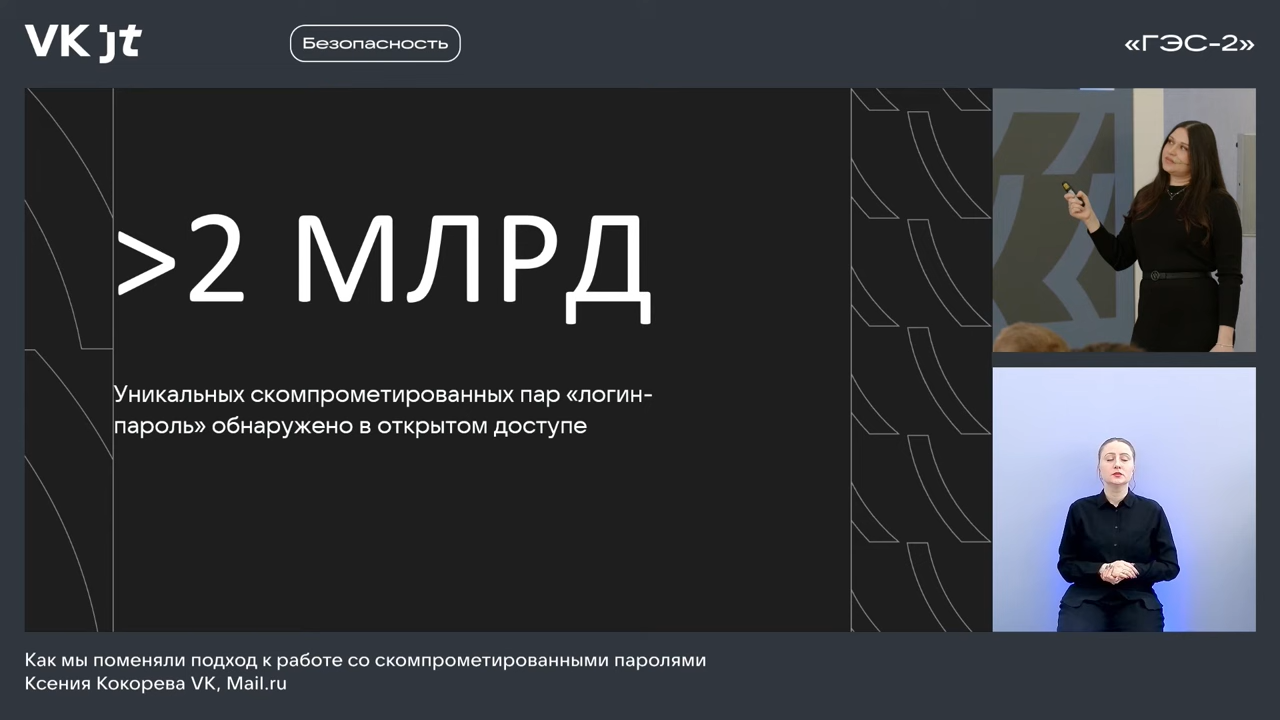 VK jt
Безопасность
«ГЭС-2»
>2 МЛРД
Уникальных скомпрометированных пар «логин-
пароль» обнаружено в открытом доступе
Как мы поменяли подход к работе со скомпрометированными паролями
Ксения Кокорева VK, Mail.ru